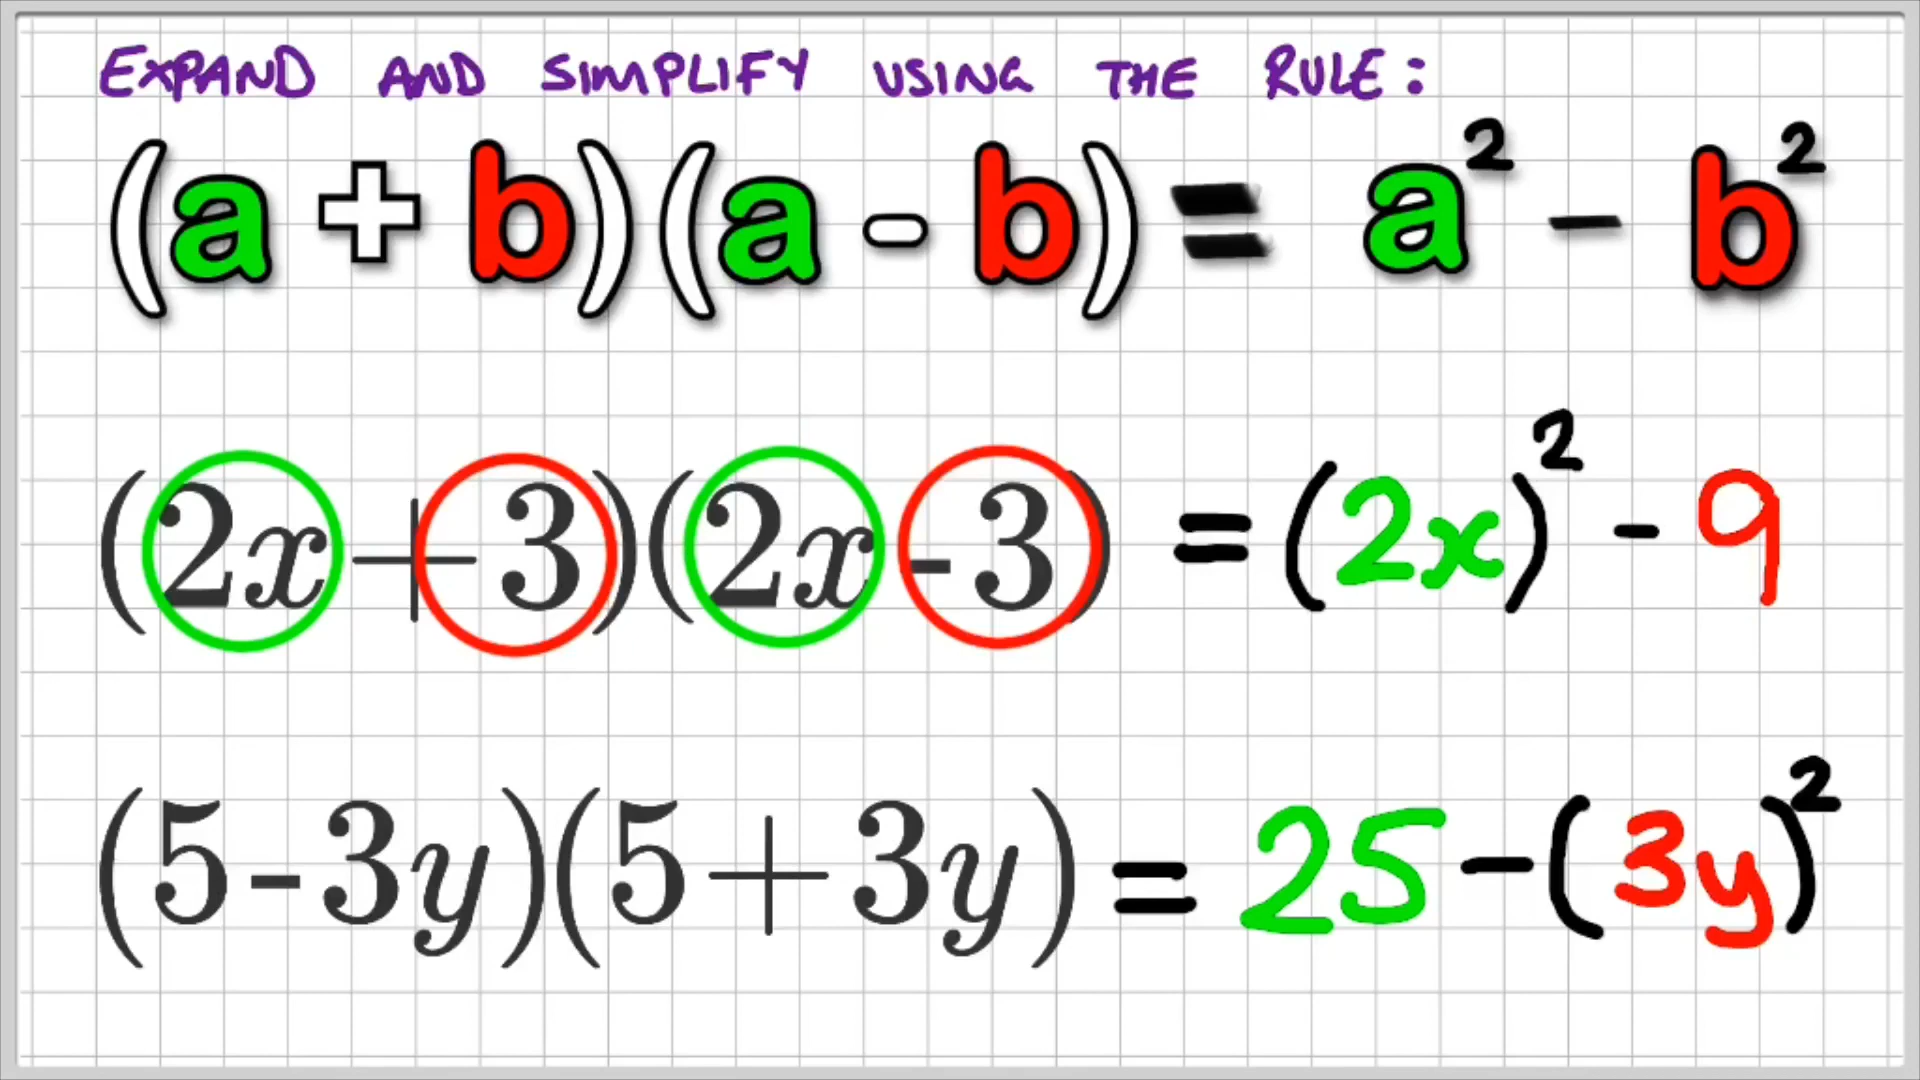 EXPAND AND SIMPLIFY USING THE RULE:
(a + b)(a - b) = a² - b²
(2x + 3)(2x - 3) = (2x)² - 9
(5 - 3y)(5 + 3y) = 25 - (3y)²